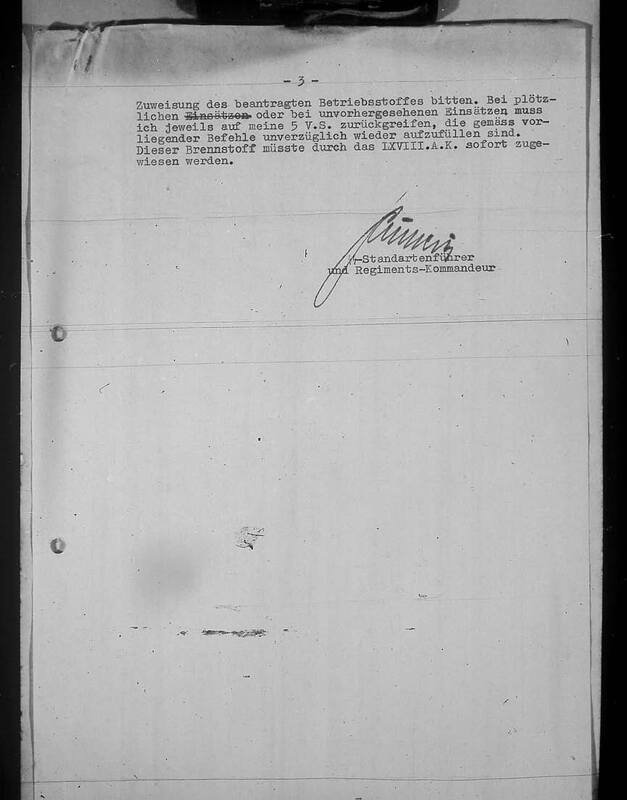 - 3 -
Zuweisung des beantragten Betriebsstoffes bitten. Bei plötz-
lichen Einsätzen oder bei unvorhergesehenen Einsätzen muss
ich jeweils auf meine 5 V.S. zurückgreifen, die gemäss vor-
liegender Befehle unverzüglich wieder aufzufüllen sind.
Dieser Brennstoff müsste durch das LXVIII.A.K. sofort zuge-
wiesen werden.
-Standartenführer
und Regiments-Kommandeur